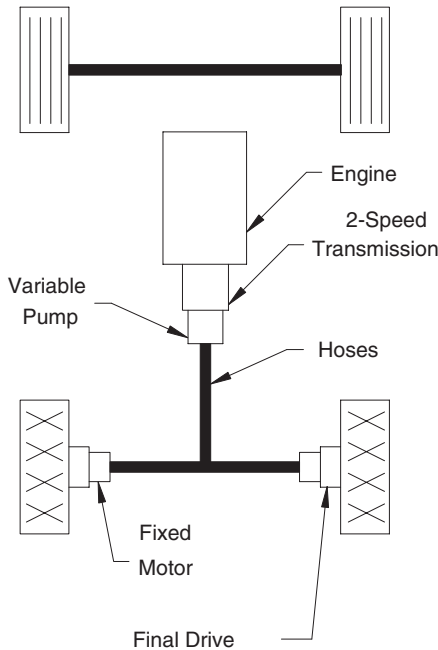 Engine
2-Speed
Transmission
Variable
Pump
Hoses
Fixed
Motor
Final Drive